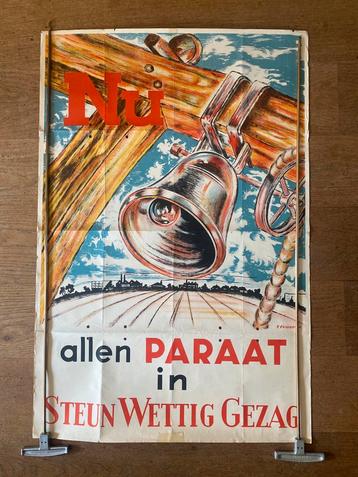 Nu
allen PARAAT
in
STEUN WETTIG GEZAG